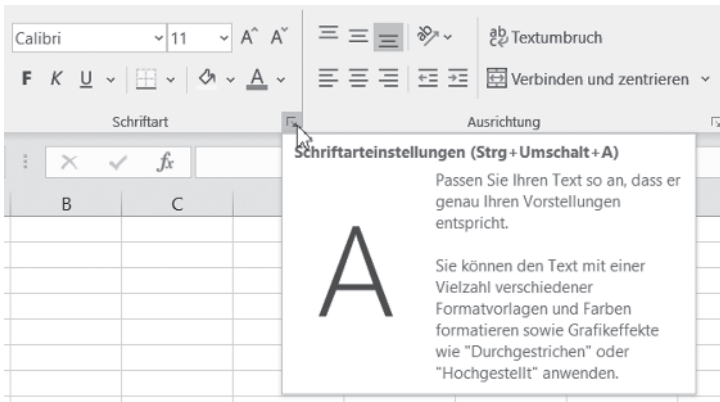 Calibri 11 A^ Aˇ Textumbruch
F K U A Verbinden und zentrieren
Schriftart Ausrichtung
fx
Schriftarteinstellungen (Strg+Umschalt+A)
B C
Passen Sie Ihren Text so an, dass er
genau Ihren Vorstellungen
entspricht.
A
Sie können den Text mit einer
Vielzahl verschiedener
Formatvorlagen und Farben
formatieren sowie Grafikeffekte
wie "Durchgestrichen" oder
"Hochgestellt" anwenden.